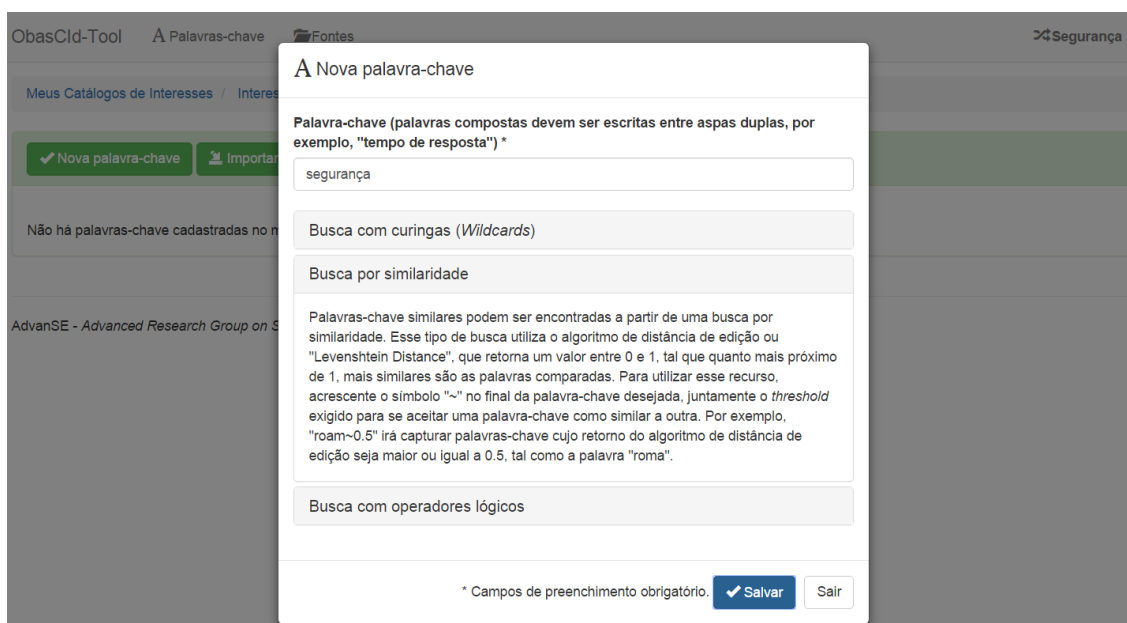 ObasCId-Tool A Palavras-chave Fontes Segurança
A Nova palavra-chave
Meus Catálogos de Interesses / Interes
Palavra-chave (palavras compostas devem ser escritas entre aspas duplas, por
exemplo, "tempo de resposta") *
Nova palavra-chave Importar
segurança
Não há palavras-chave cadastradas no
Busca com curingas (Wildcards)
Busca por similaridade
Palavras-chave similares podem ser encontradas a partir de uma busca por
similaridade. Esse tipo de busca utiliza o algoritmo de distância de edição ou
"Levenshtein Distance", que retorna um valor entre 0 e 1, tal que quanto mais próximo
de 1, mais similares são as palavras comparadas. Para utilizar esse recurso,
acrescente o símbolo "~" no final da palavra-chave desejada, juntamente o threshold
exigido para se aceitar uma palavra-chave como similar a outra. Por exemplo,
"roam~0.5" irá capturar palavras-chave cujo retorno do algoritmo de distância de
edição seja maior ou igual a 0.5, tal como a palavra "roma".
AdvanSE - Advanced Research Group on S
Busca com operadores lógicos
* Campos de preenchimento obrigatório. Salvar Sair